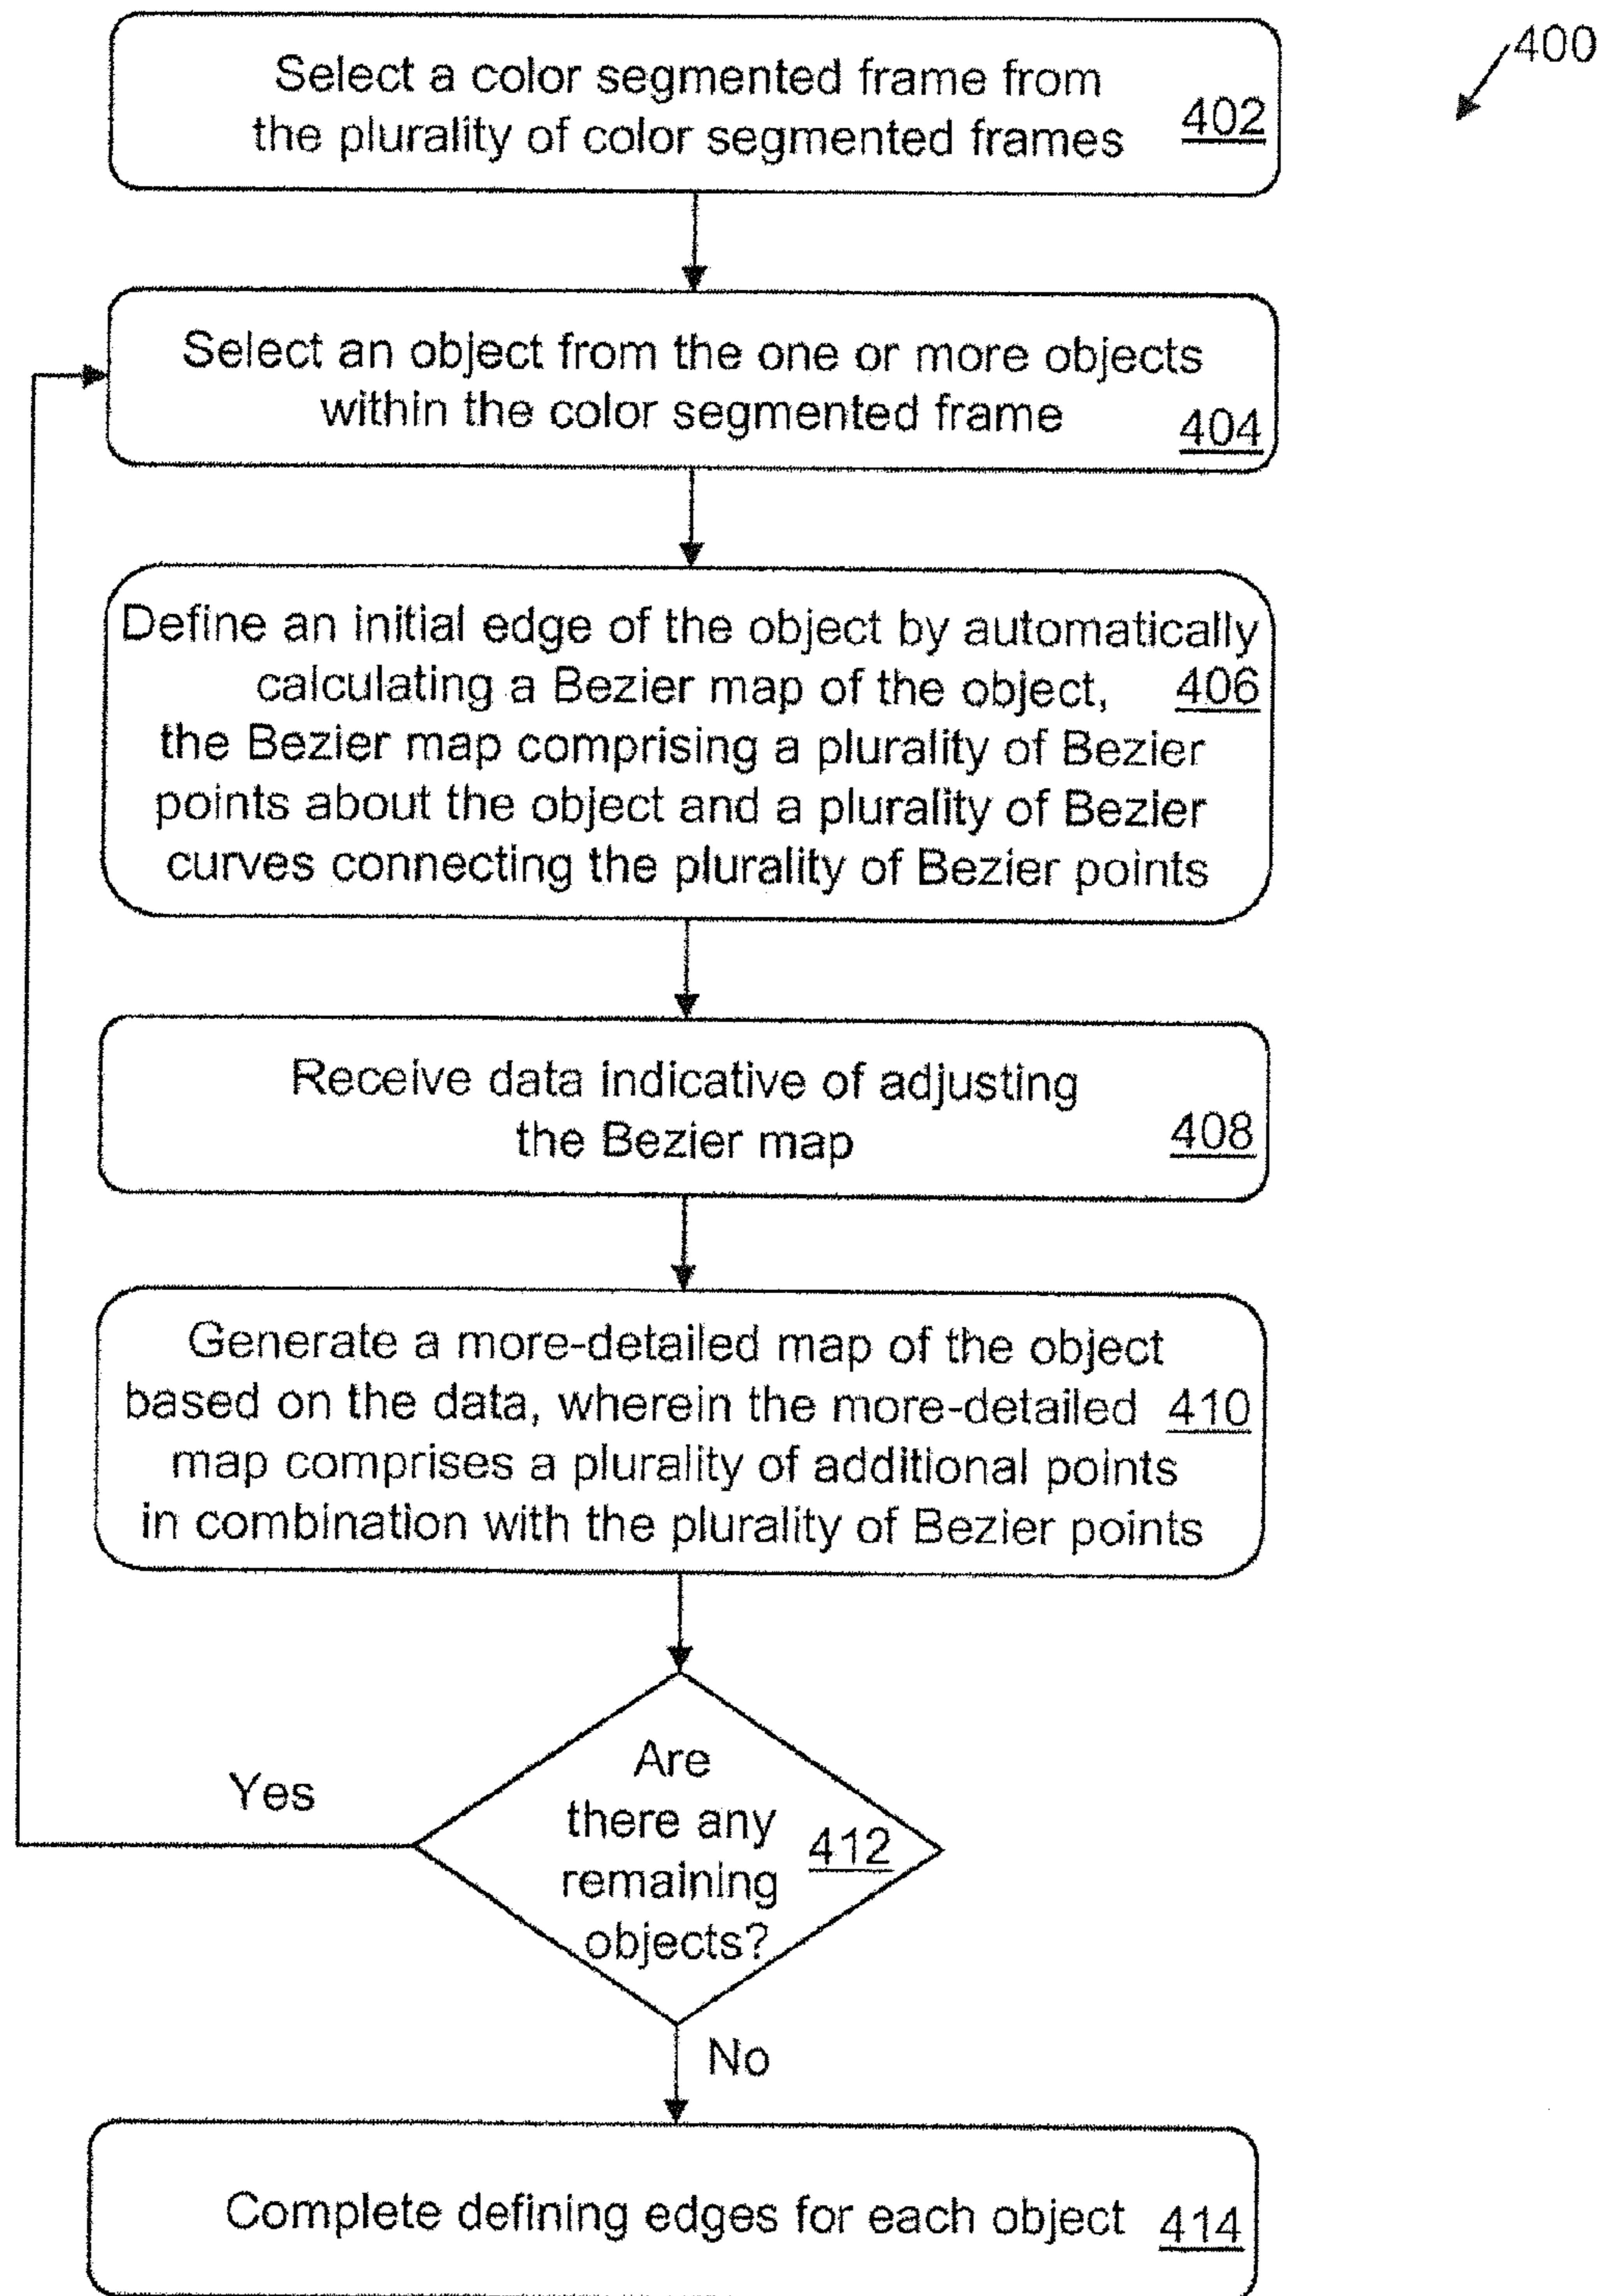 400
Select a color segmented frame from
the plurality of color segmented frames
402
Select an object from the one or more objects
within the color segmented frame
404
Define an initial edge of the object by automatically
calculating a Bezier map of the object, 406
the Bezier map comprising a plurality of Bezier
points about the object and a plurality of Bezier
curves connecting the plurality of Bezier points
Receive data indicative of adjusting
the Bezier map
408
Generate a more-detailed map of the object
based on the data, wherein the more-detailed 410
map comprises a plurality of additional points
in combination with the plurality of Bezier points
Are
there any
remaining
objects?
412
Yes
No
Complete defining edges for each object 414